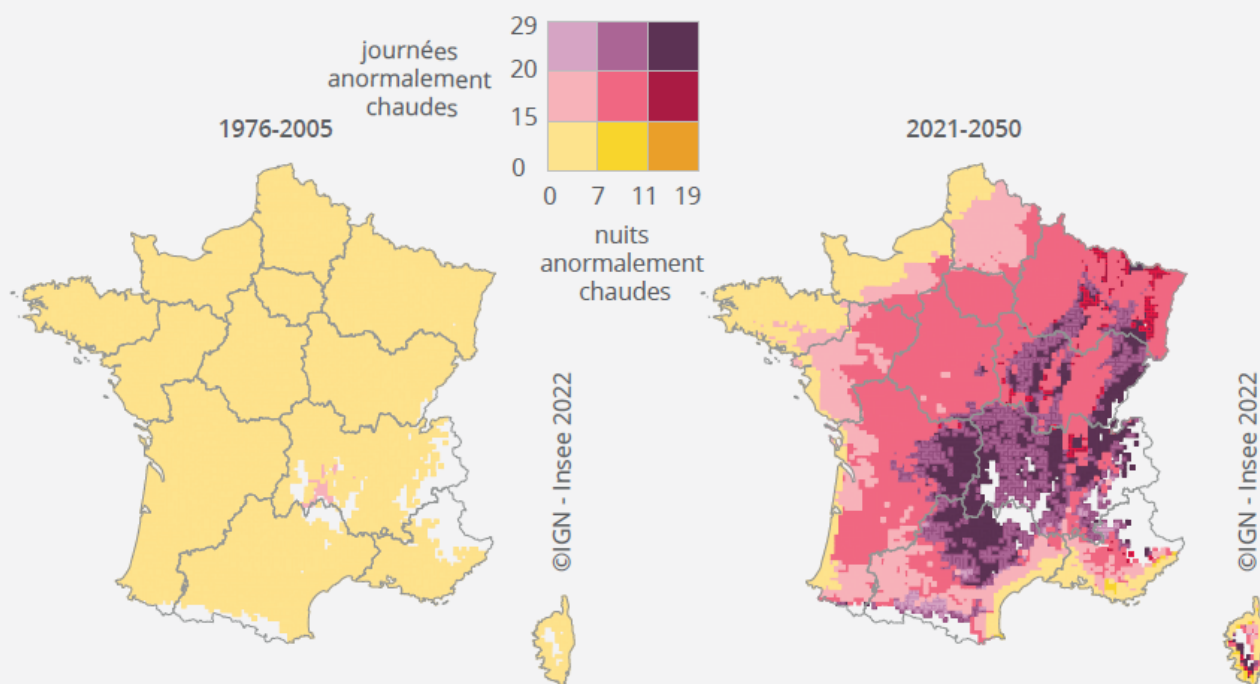 29
journées
anormalement
chaudes
20
15
0
0 7 11 19
nuits
anormalement
chaudes
1976-2005
2021-2050
©IGN - Insee 2022
©IGN - Insee 2022